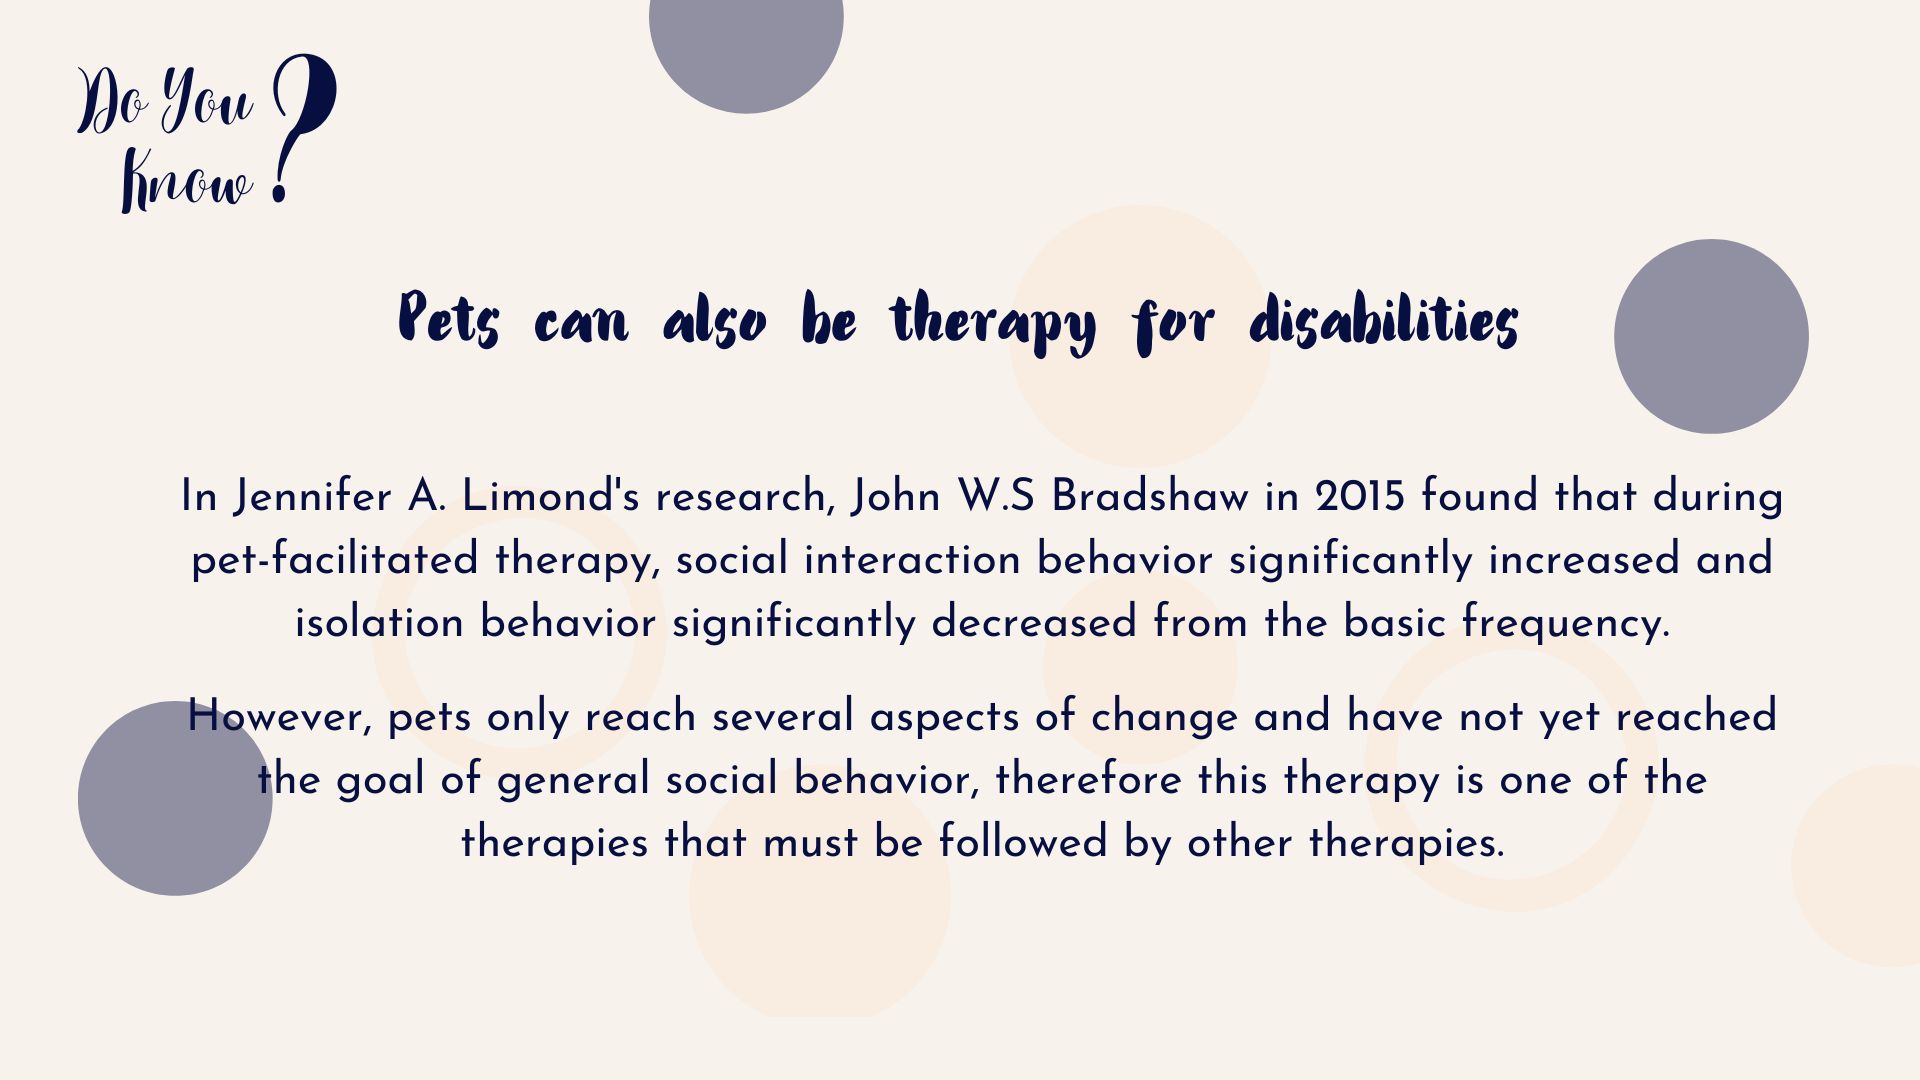 Do You
Know ?
Pets can also be therapy for disabilities
In Jennifer A. Limond's research, John W.S Bradshaw in 2015 found that during
pet-facilitated therapy, social interaction behavior significantly increased and
isolation behavior significantly decreased from the basic frequency.
However, pets only reach several aspects of change and have not yet reached
the goal of general social behavior, therefore this therapy is one of the
therapies that must be followed by other therapies.